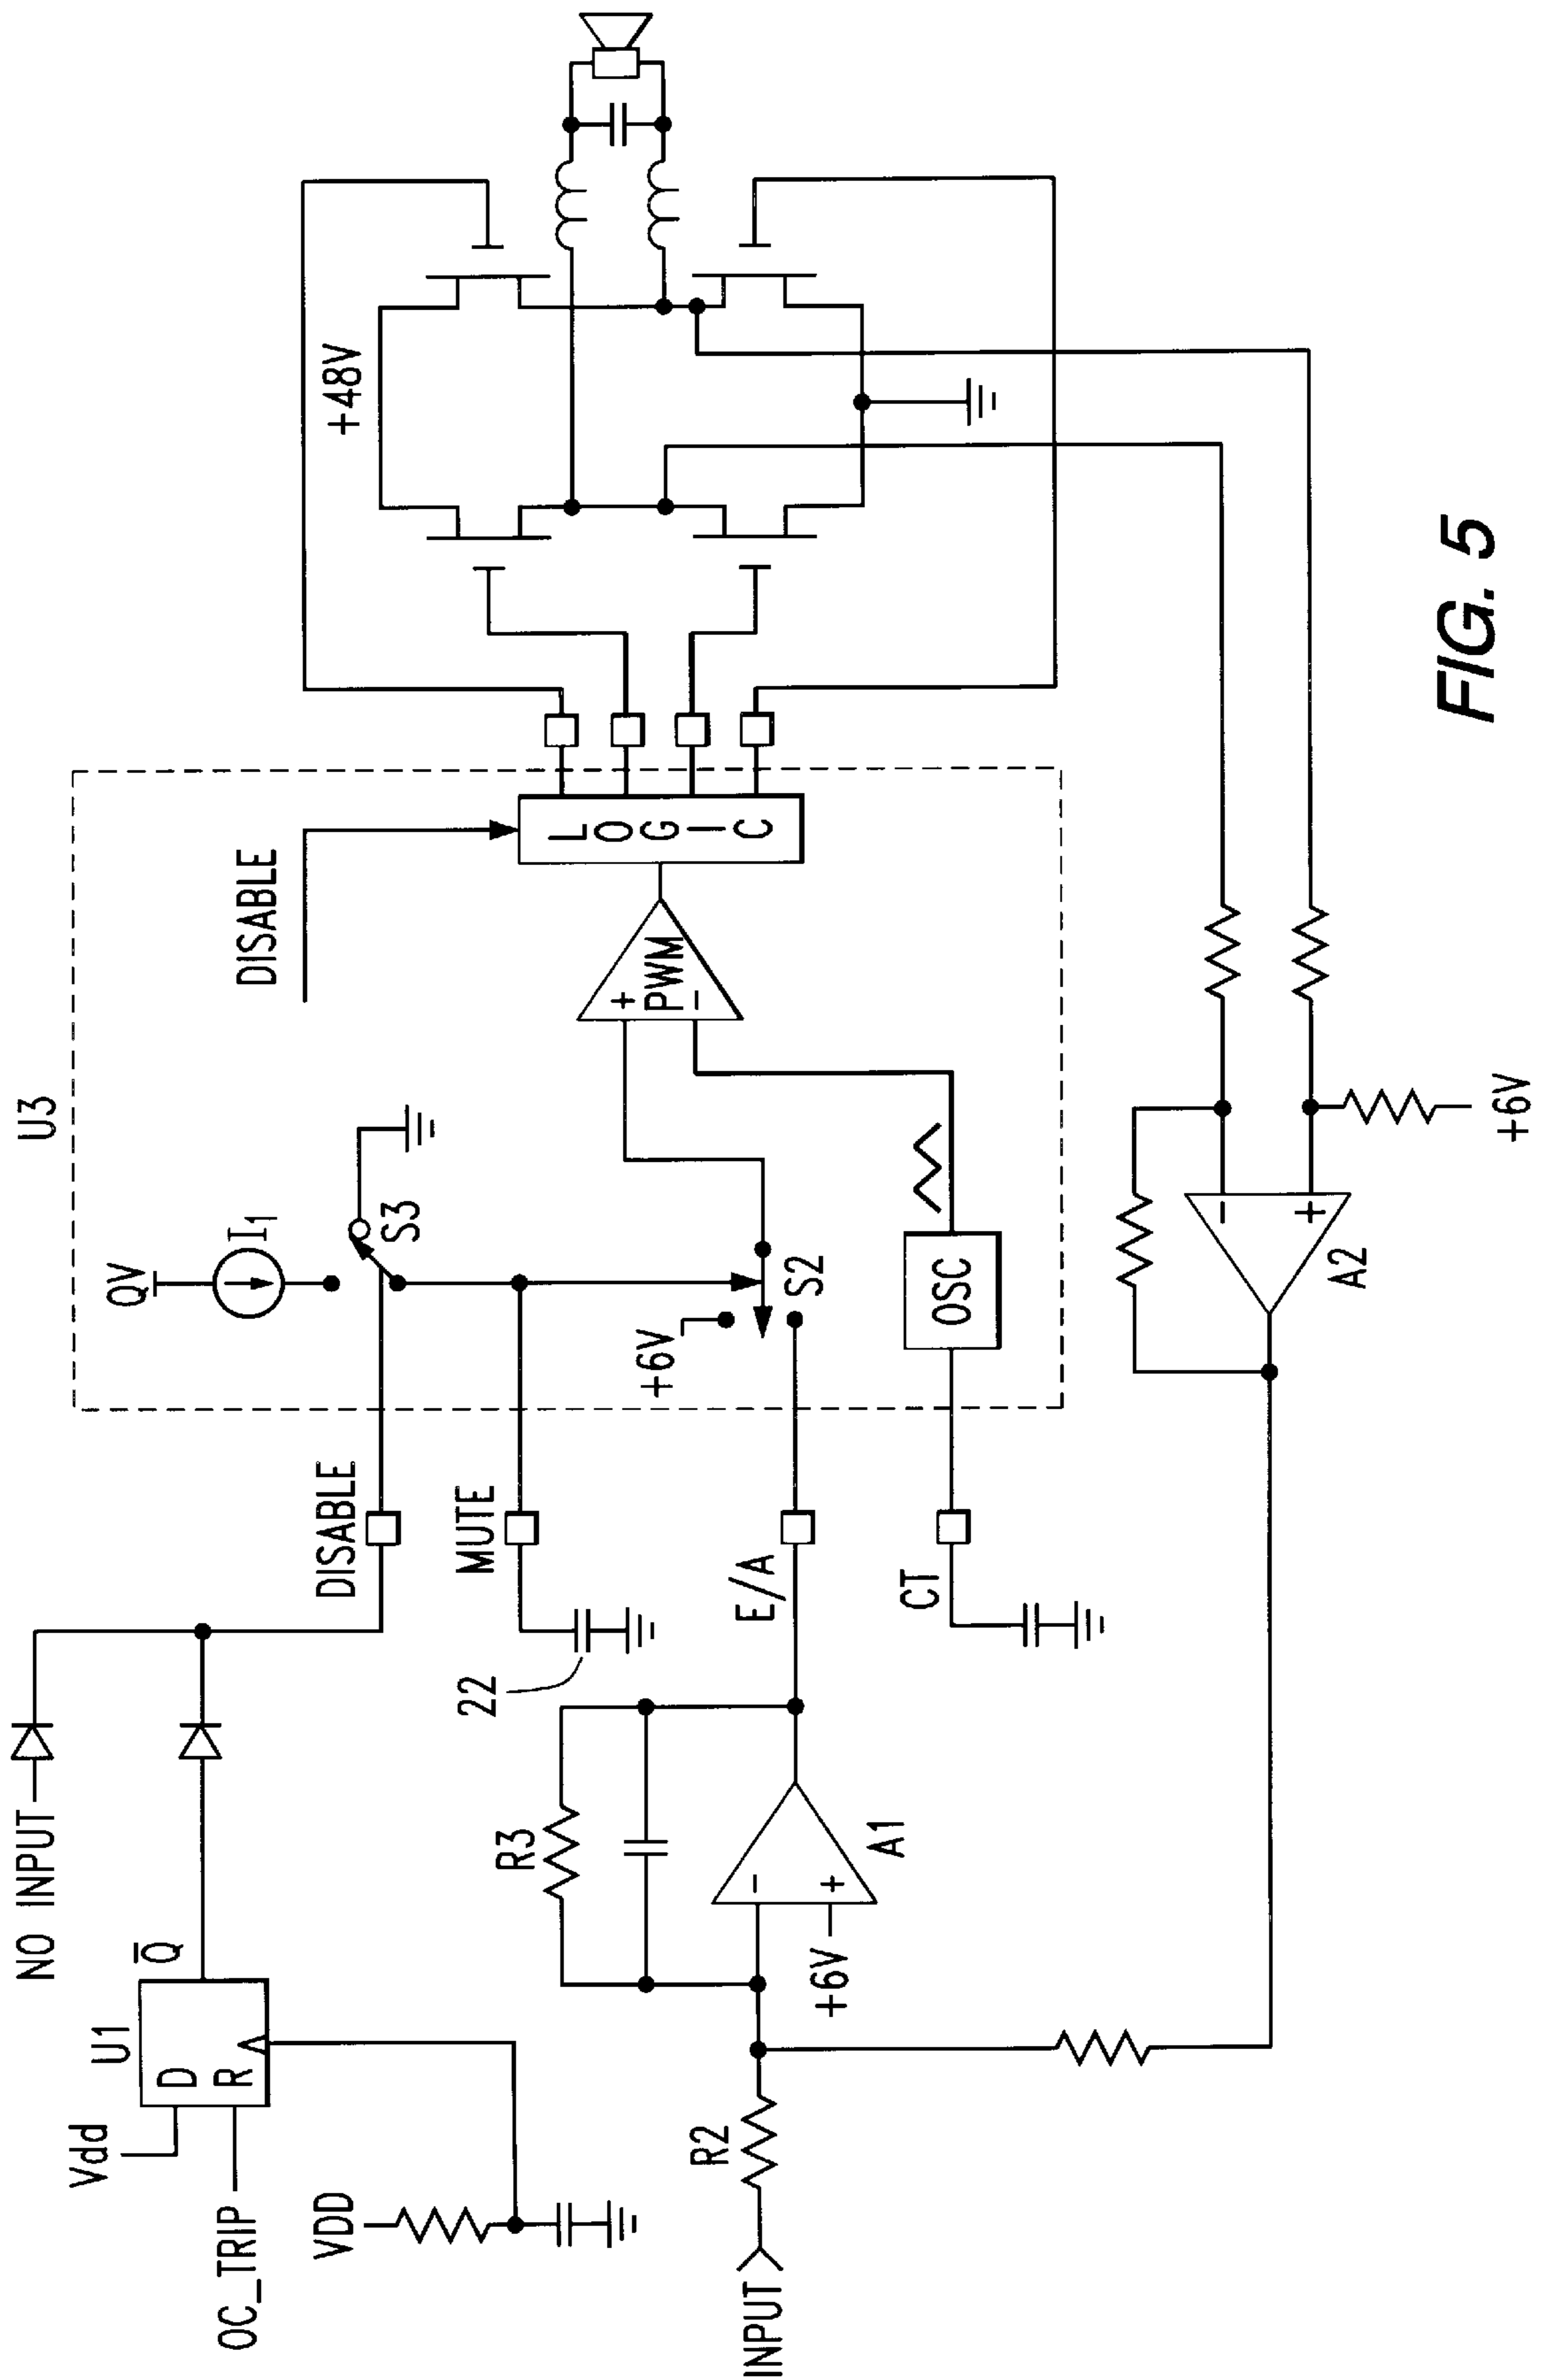 NO INPUT
U1
Q̅
D
R
Vdd
OC_TRIP
VDD
DISABLE
MUTE
22
R3
E/A
R2
INPUT
+6V
A1
CT
U3
QV
I1
S3
+6V
S2
OSC
DISABLE
+
PWM
−
LOGIC
+48V
−
+
A2
+6V
-
+
FIG. 5